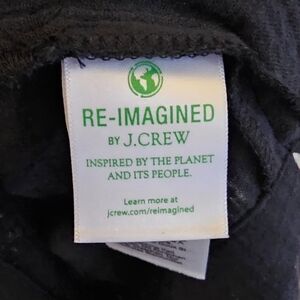 RE-IMAGINED
BY J.CREW
INSPIRED BY THE PLANET
AND ITS PEOPLE.
Learn more at
jcrew.com/reimagined